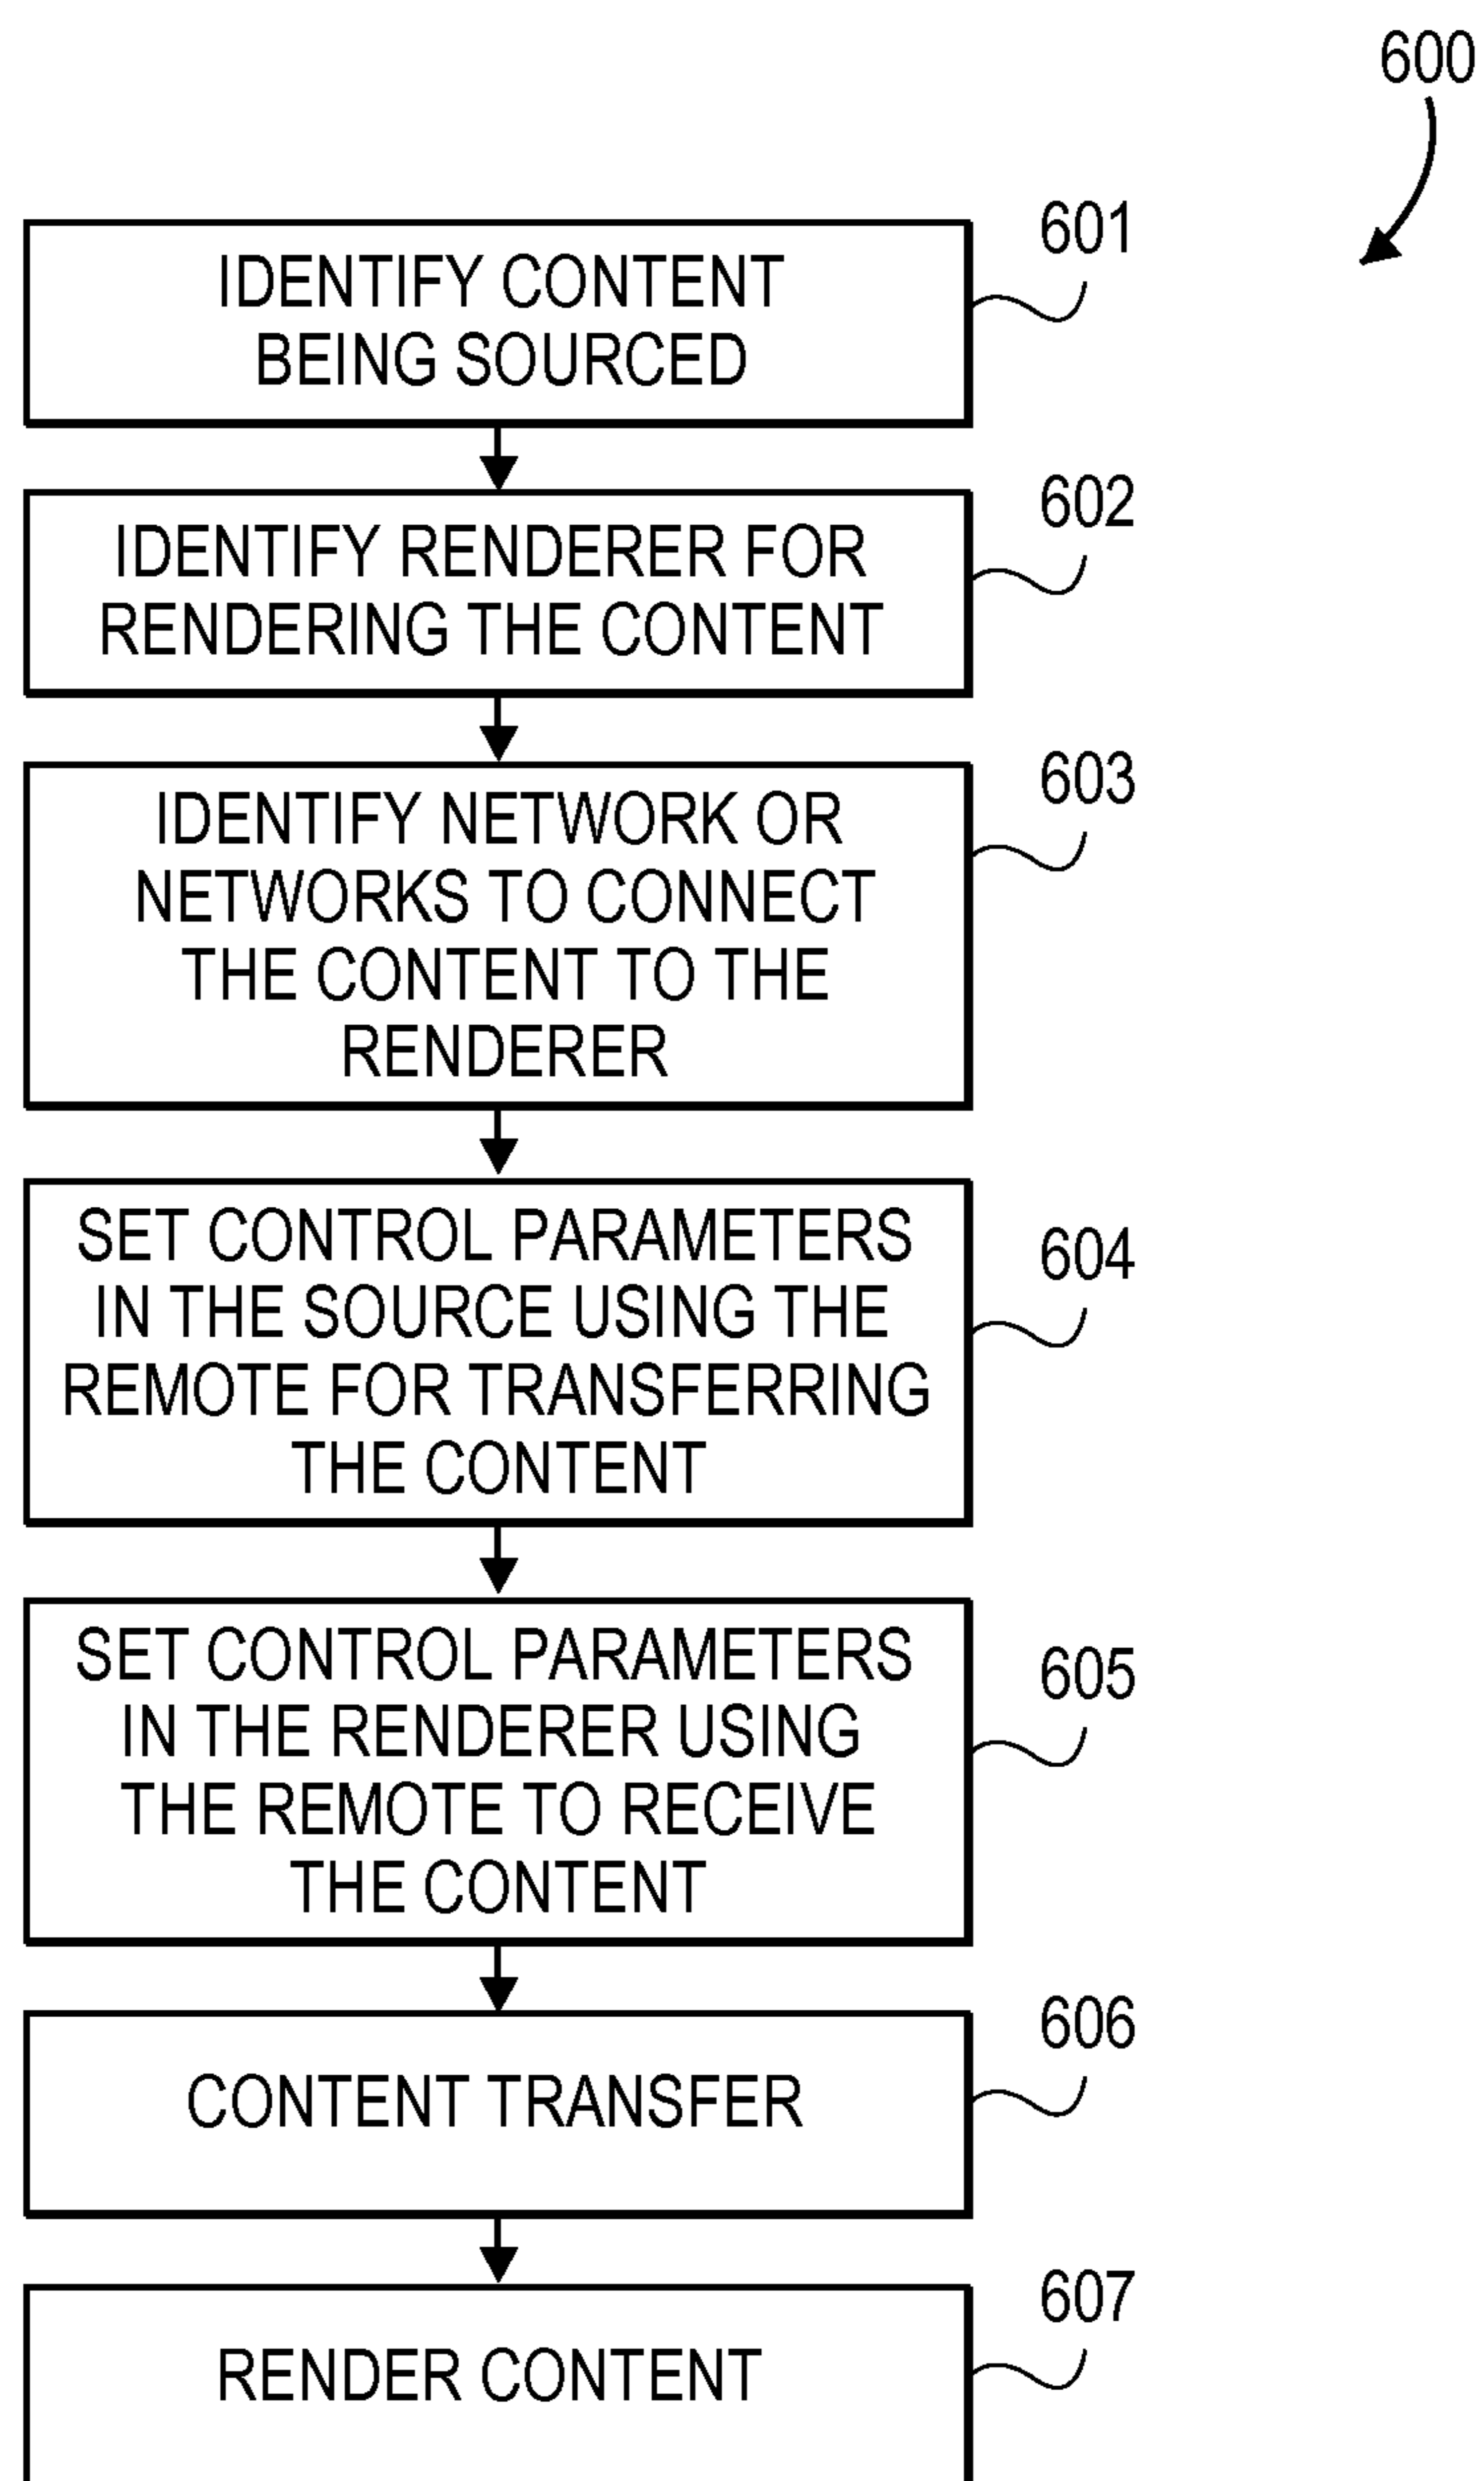 600
601
IDENTIFY CONTENT
BEING SOURCED
602
IDENTIFY RENDERER FOR
RENDERING THE CONTENT
603
IDENTIFY NETWORK OR
NETWORKS TO CONNECT
THE CONTENT TO THE
RENDERER
604
SET CONTROL PARAMETERS
IN THE SOURCE USING THE
REMOTE FOR TRANSFERRING
THE CONTENT
605
SET CONTROL PARAMETERS
IN THE RENDERER USING
THE REMOTE TO RECEIVE
THE CONTENT
606
CONTENT TRANSFER
607
RENDER CONTENT